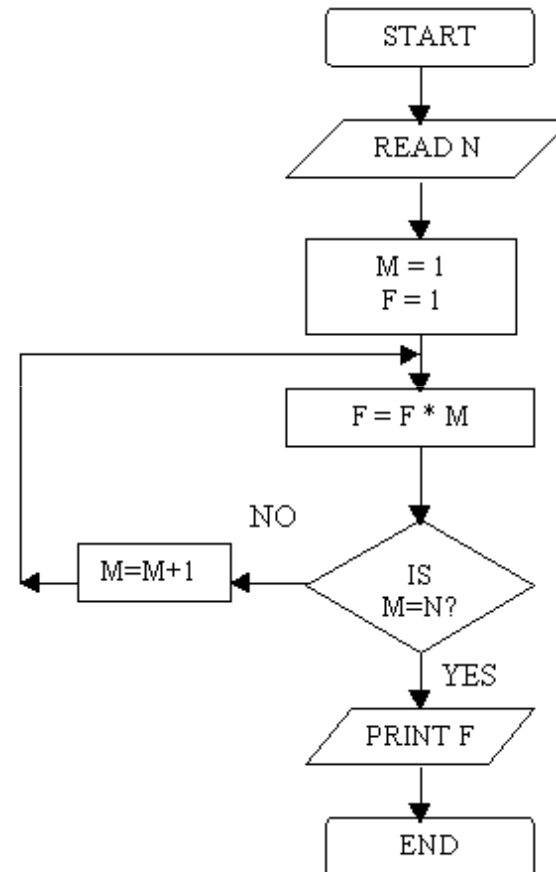 START
READ N
M = 1
F = 1
F = F * M
NO
M=M+1
IS
M=N?
YES
PRINT F
END